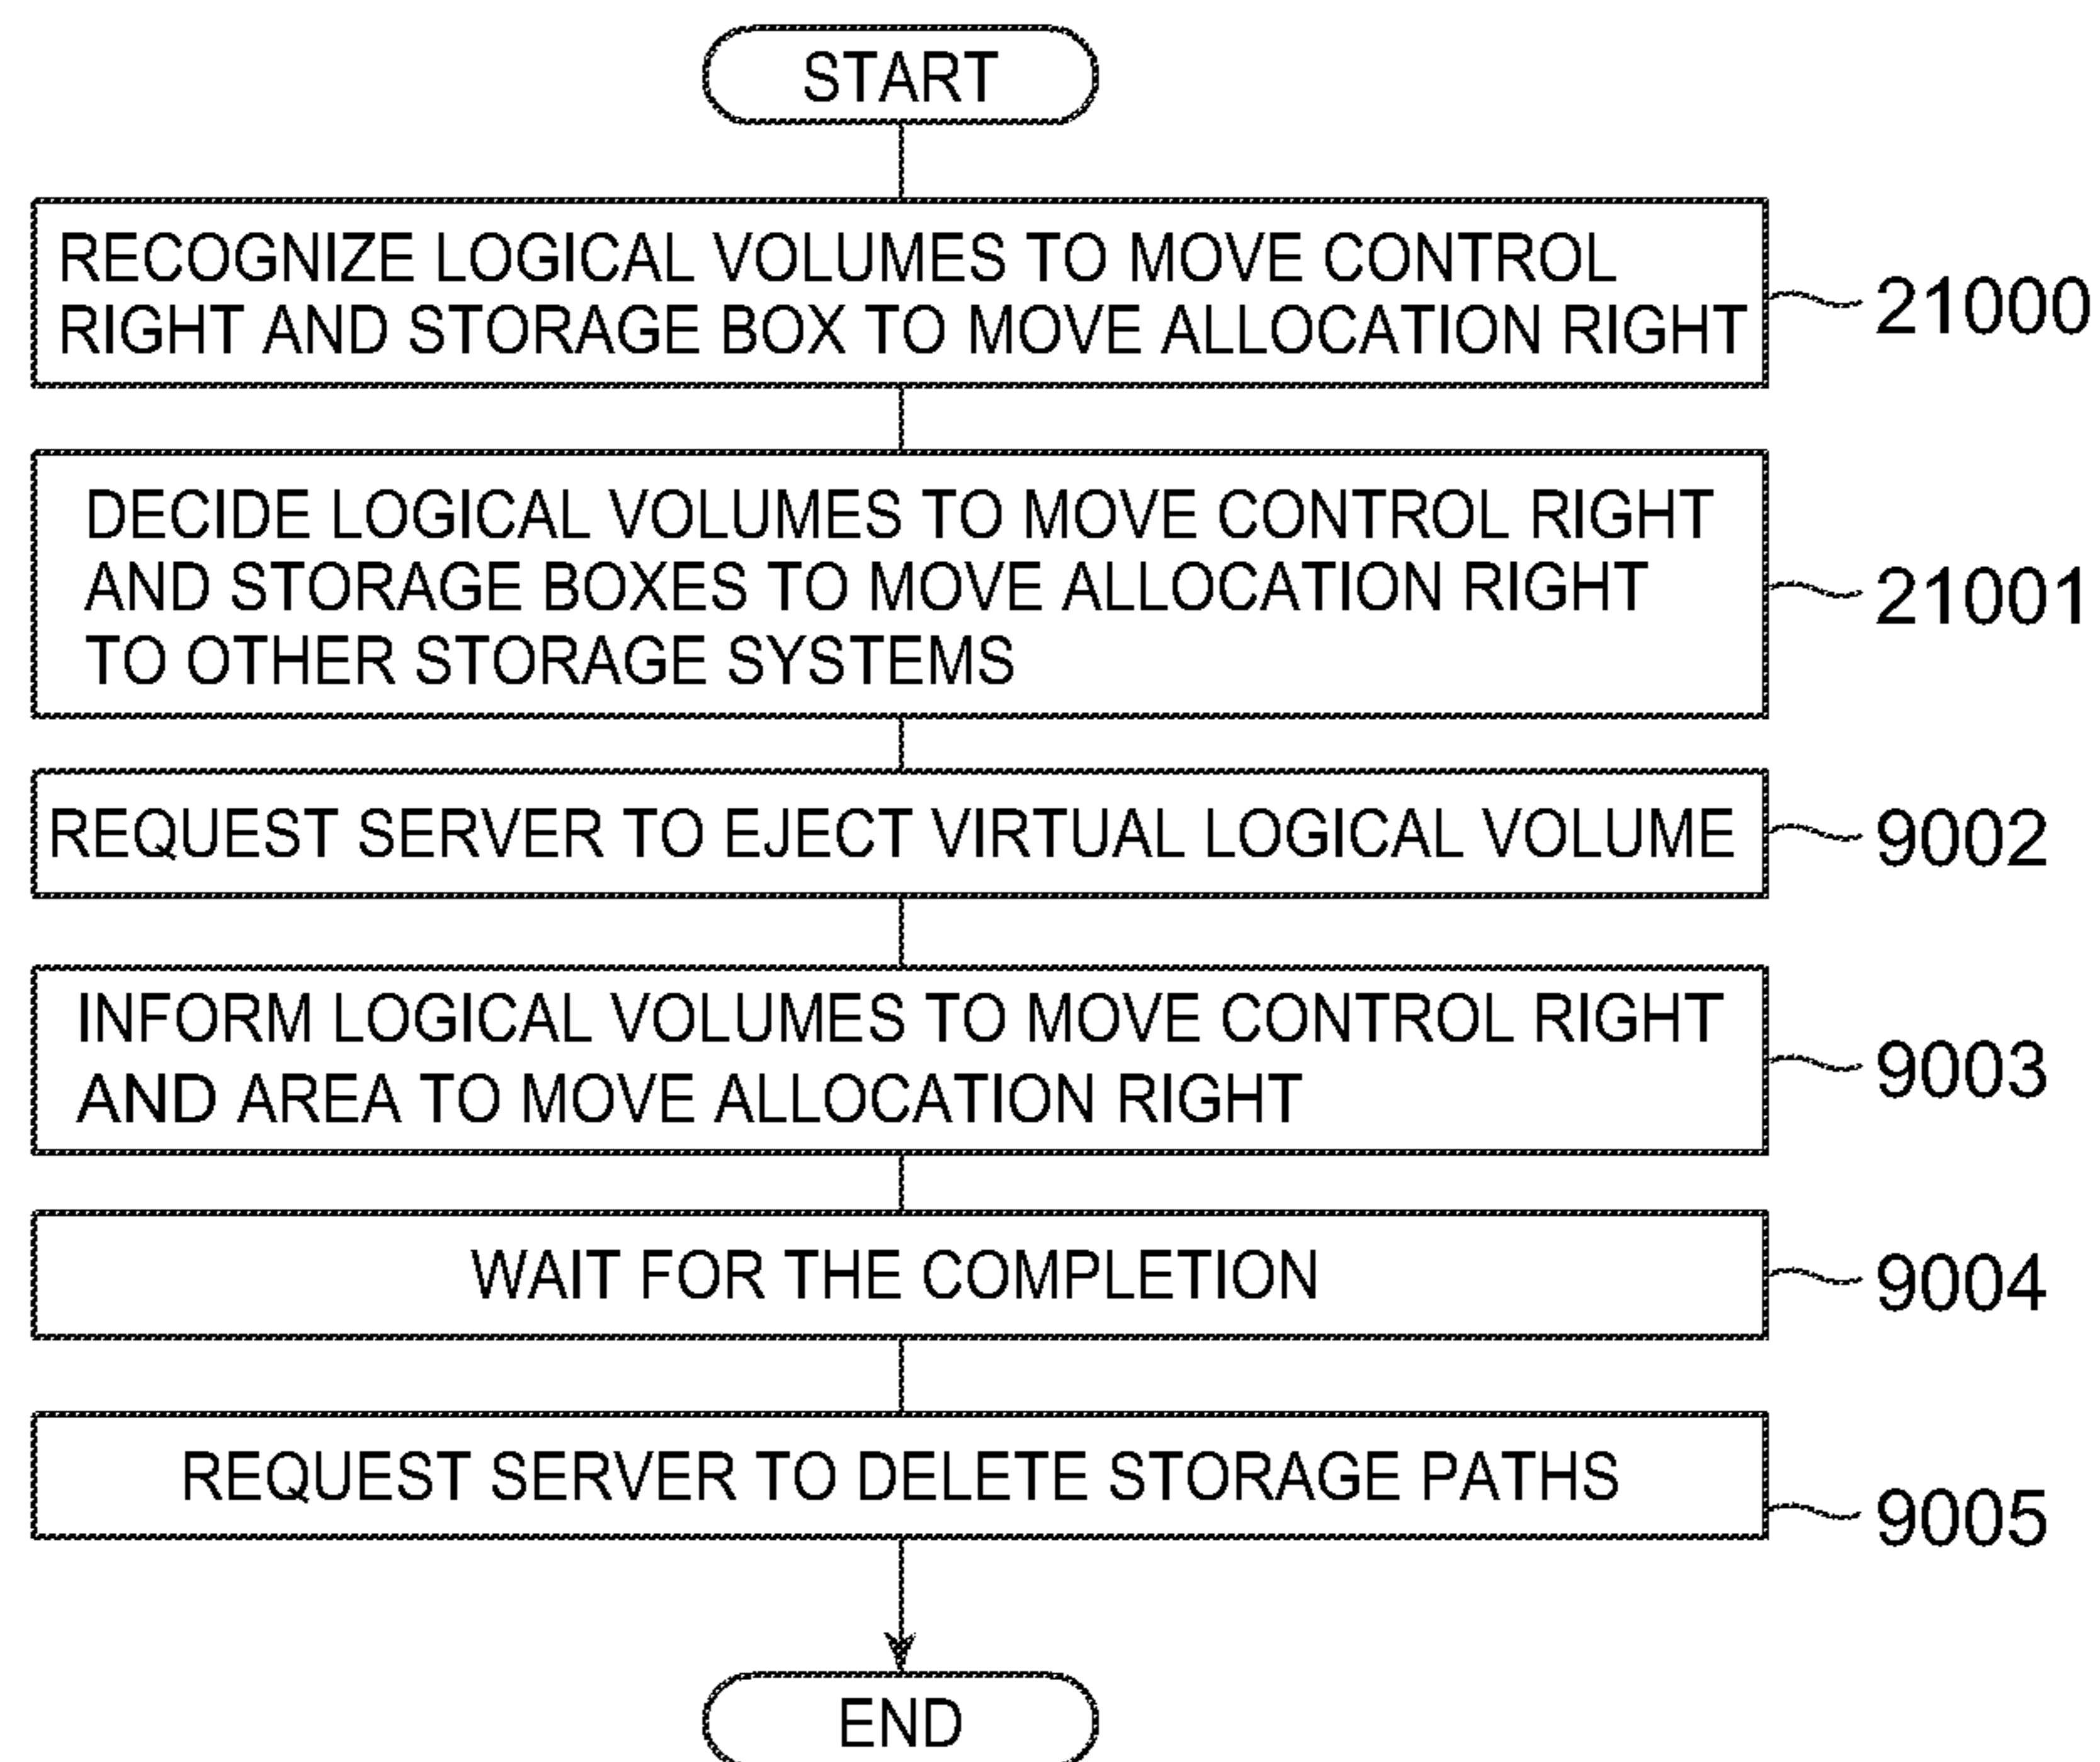 START
RECOGNIZE LOGICAL VOLUMES TO MOVE CONTROL
RIGHT AND STORAGE BOX TO MOVE ALLOCATION RIGHT
21000
DECIDE LOGICAL VOLUMES TO MOVE CONTROL RIGHT
AND STORAGE BOXES TO MOVE ALLOCATION RIGHT
TO OTHER STORAGE SYSTEMS
21001
REQUEST SERVER TO EJECT VIRTUAL LOGICAL VOLUME
9002
INFORM LOGICAL VOLUMES TO MOVE CONTROL RIGHT
AND AREA TO MOVE ALLOCATION RIGHT
9003
WAIT FOR THE COMPLETION
9004
REQUEST SERVER TO DELETE STORAGE PATHS
9005
END